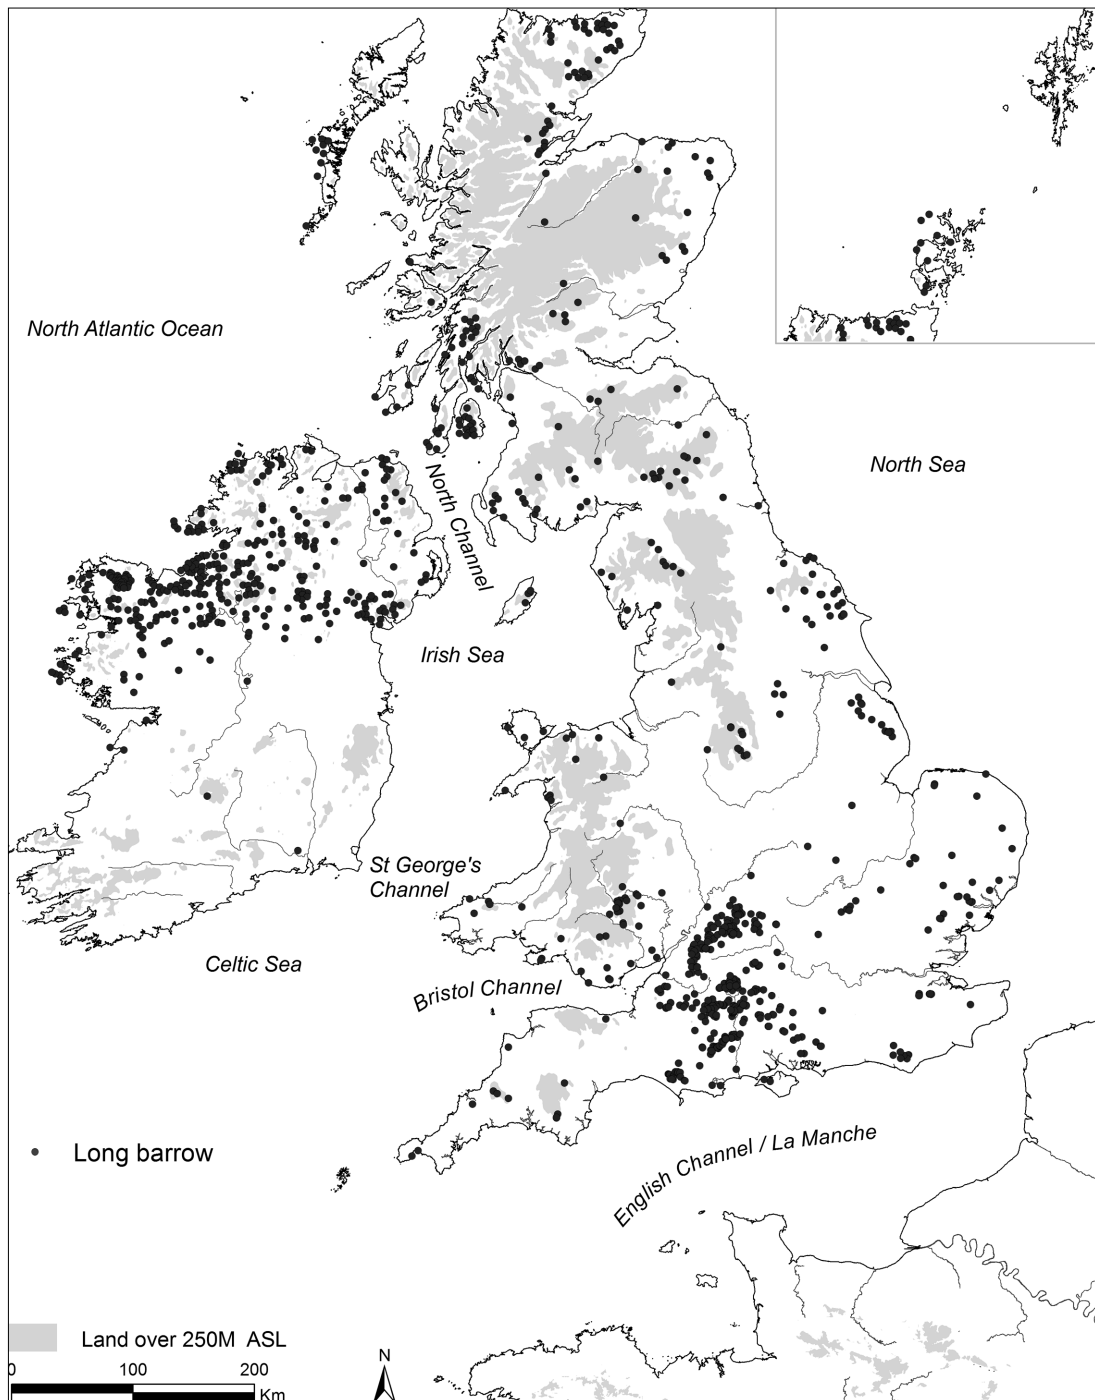 North Atlantic Ocean
North Sea
North Channel
Irish Sea
St George's
Channel
Celtic Sea
Bristol Channel
English Channel / La Manche
Long barrow
Land over 250M ASL
0 100 200
Km
N